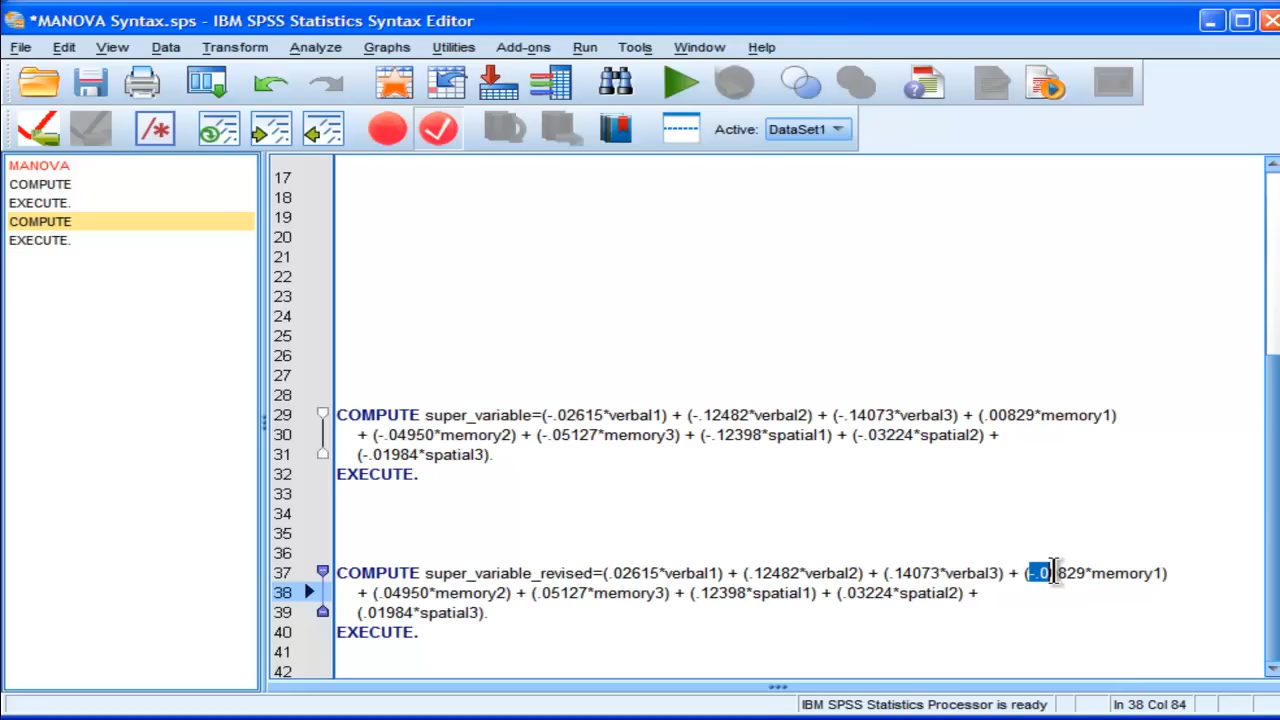 *MANOVA Syntax.sps - IBM SPSS Statistics Syntax Editor
File Edit View Data Transform Analyze Graphs Utilities Add-ons Run Tools Window Help
Active: DataSet1
MANOVA
COMPUTE
EXECUTE.
COMPUTE
EXECUTE.
17
18
19
20
21
22
23
24
25
26
27
28
29 COMPUTE super_variable=(-.02615*verbal1) + (-.12482*verbal2) + (-.14073*verbal3) + (.00829*memory1)
30 + (-.04950*memory2) + (-.05127*memory3) + (-.12398*spatial1) + (-.03224*spatial2) +
31 (-.01984*spatial3).
32 EXECUTE.
33
34
35
36
37 COMPUTE super_variable_revised=(.02615*verbal1) + (.12482*verbal2) + (.14073*verbal3) + (-.00829*memory1)
38 + (.04950*memory2) + (.05127*memory3) + (.12398*spatial1) + (.03224*spatial2) +
39 (.01984*spatial3).
40 EXECUTE.
41
42
IBM SPSS Statistics Processor is ready In 38 Col 84